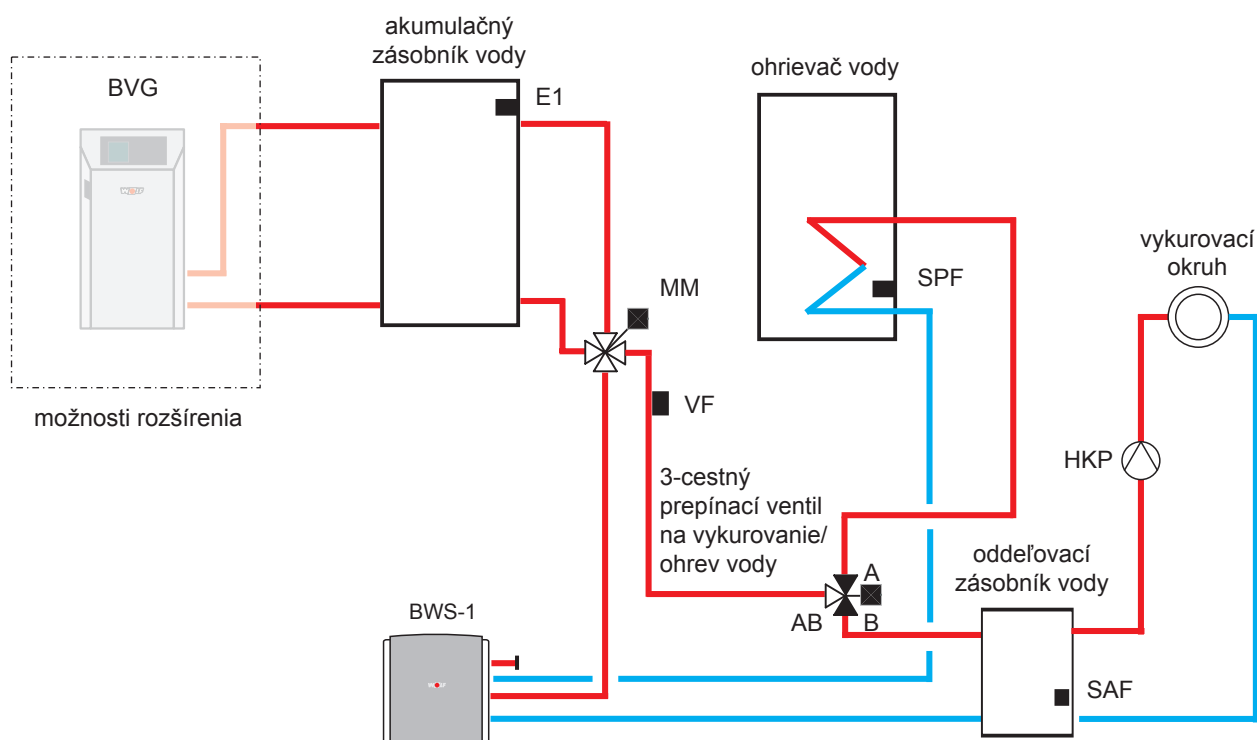 akumulačný
zásobník vody
BVG
E1
ohrievač vody
SPF
vykurovací
okruh
MM
možnosti rozšírenia
VF
HKP
3-cestný
prepínací ventil
na vykurovanie/
ohrev vody
A
AB
B
oddeľovací
zásobník vody
BWS-1
SAF